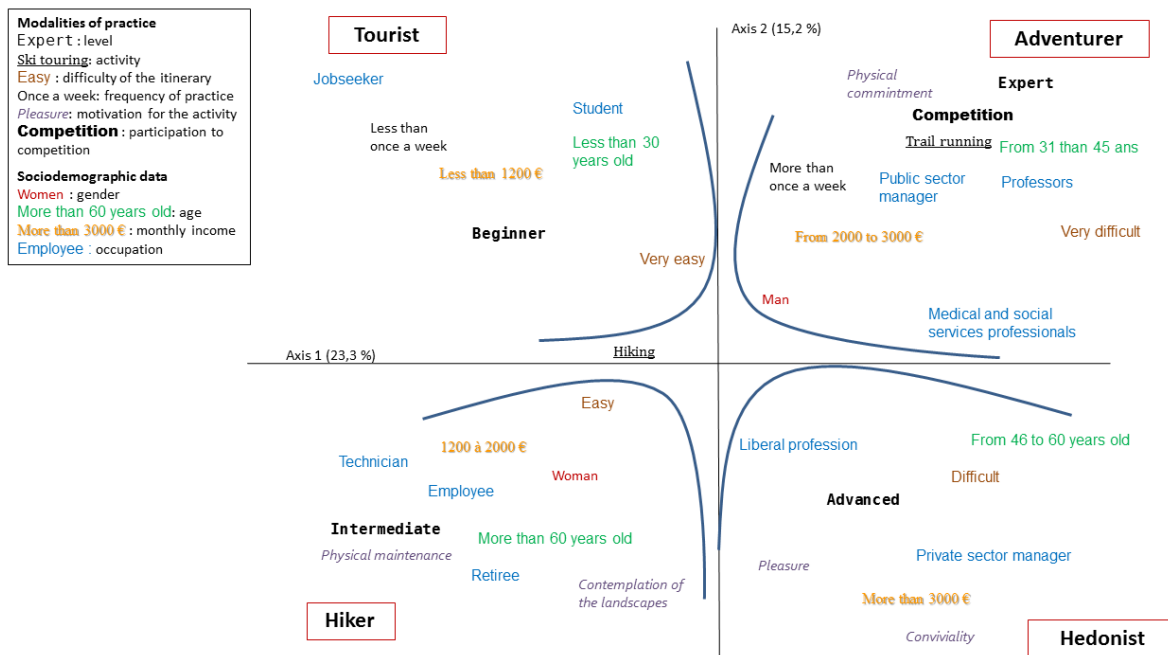 Modalities of practice
Expert : level
Ski touring: activity
Easy : difficulty of the itinerary
Once a week: frequency of practice
Pleasure: motivation for the activity
Competition : participation to
competition
Sociodemographic data
Women : gender
More than 60 years old: age
More than 3000 € : monthly income
Employee : occupation
Tourist
Jobseeker
Student
Less than
once a week
Less than 30
years old
Less than 1200 €
Beginner
Very easy
Axis 2 (15,2 %)
Adventurer
Physical
commintment
Expert
Competition
Trail running
From 31 than 45 ans
More than
once a week
Public sector
manager
Professors
From 2000 to 3000 €
Very difficult
Man
Medical and social
services professionals
Axis 1 (23,3 %)
Hiking
Easy
1200 à 2000 €
Technician
Woman
Employee
Intermediate
More than 60 years old
Physical maintenance
Retiree
Contemplation of
the landscapes
Hiker
Liberal profession
From 46 to 60 years old
Difficult
Advanced
Private sector manager
Pleasure
More than 3000 €
Conviviality
Hedonist